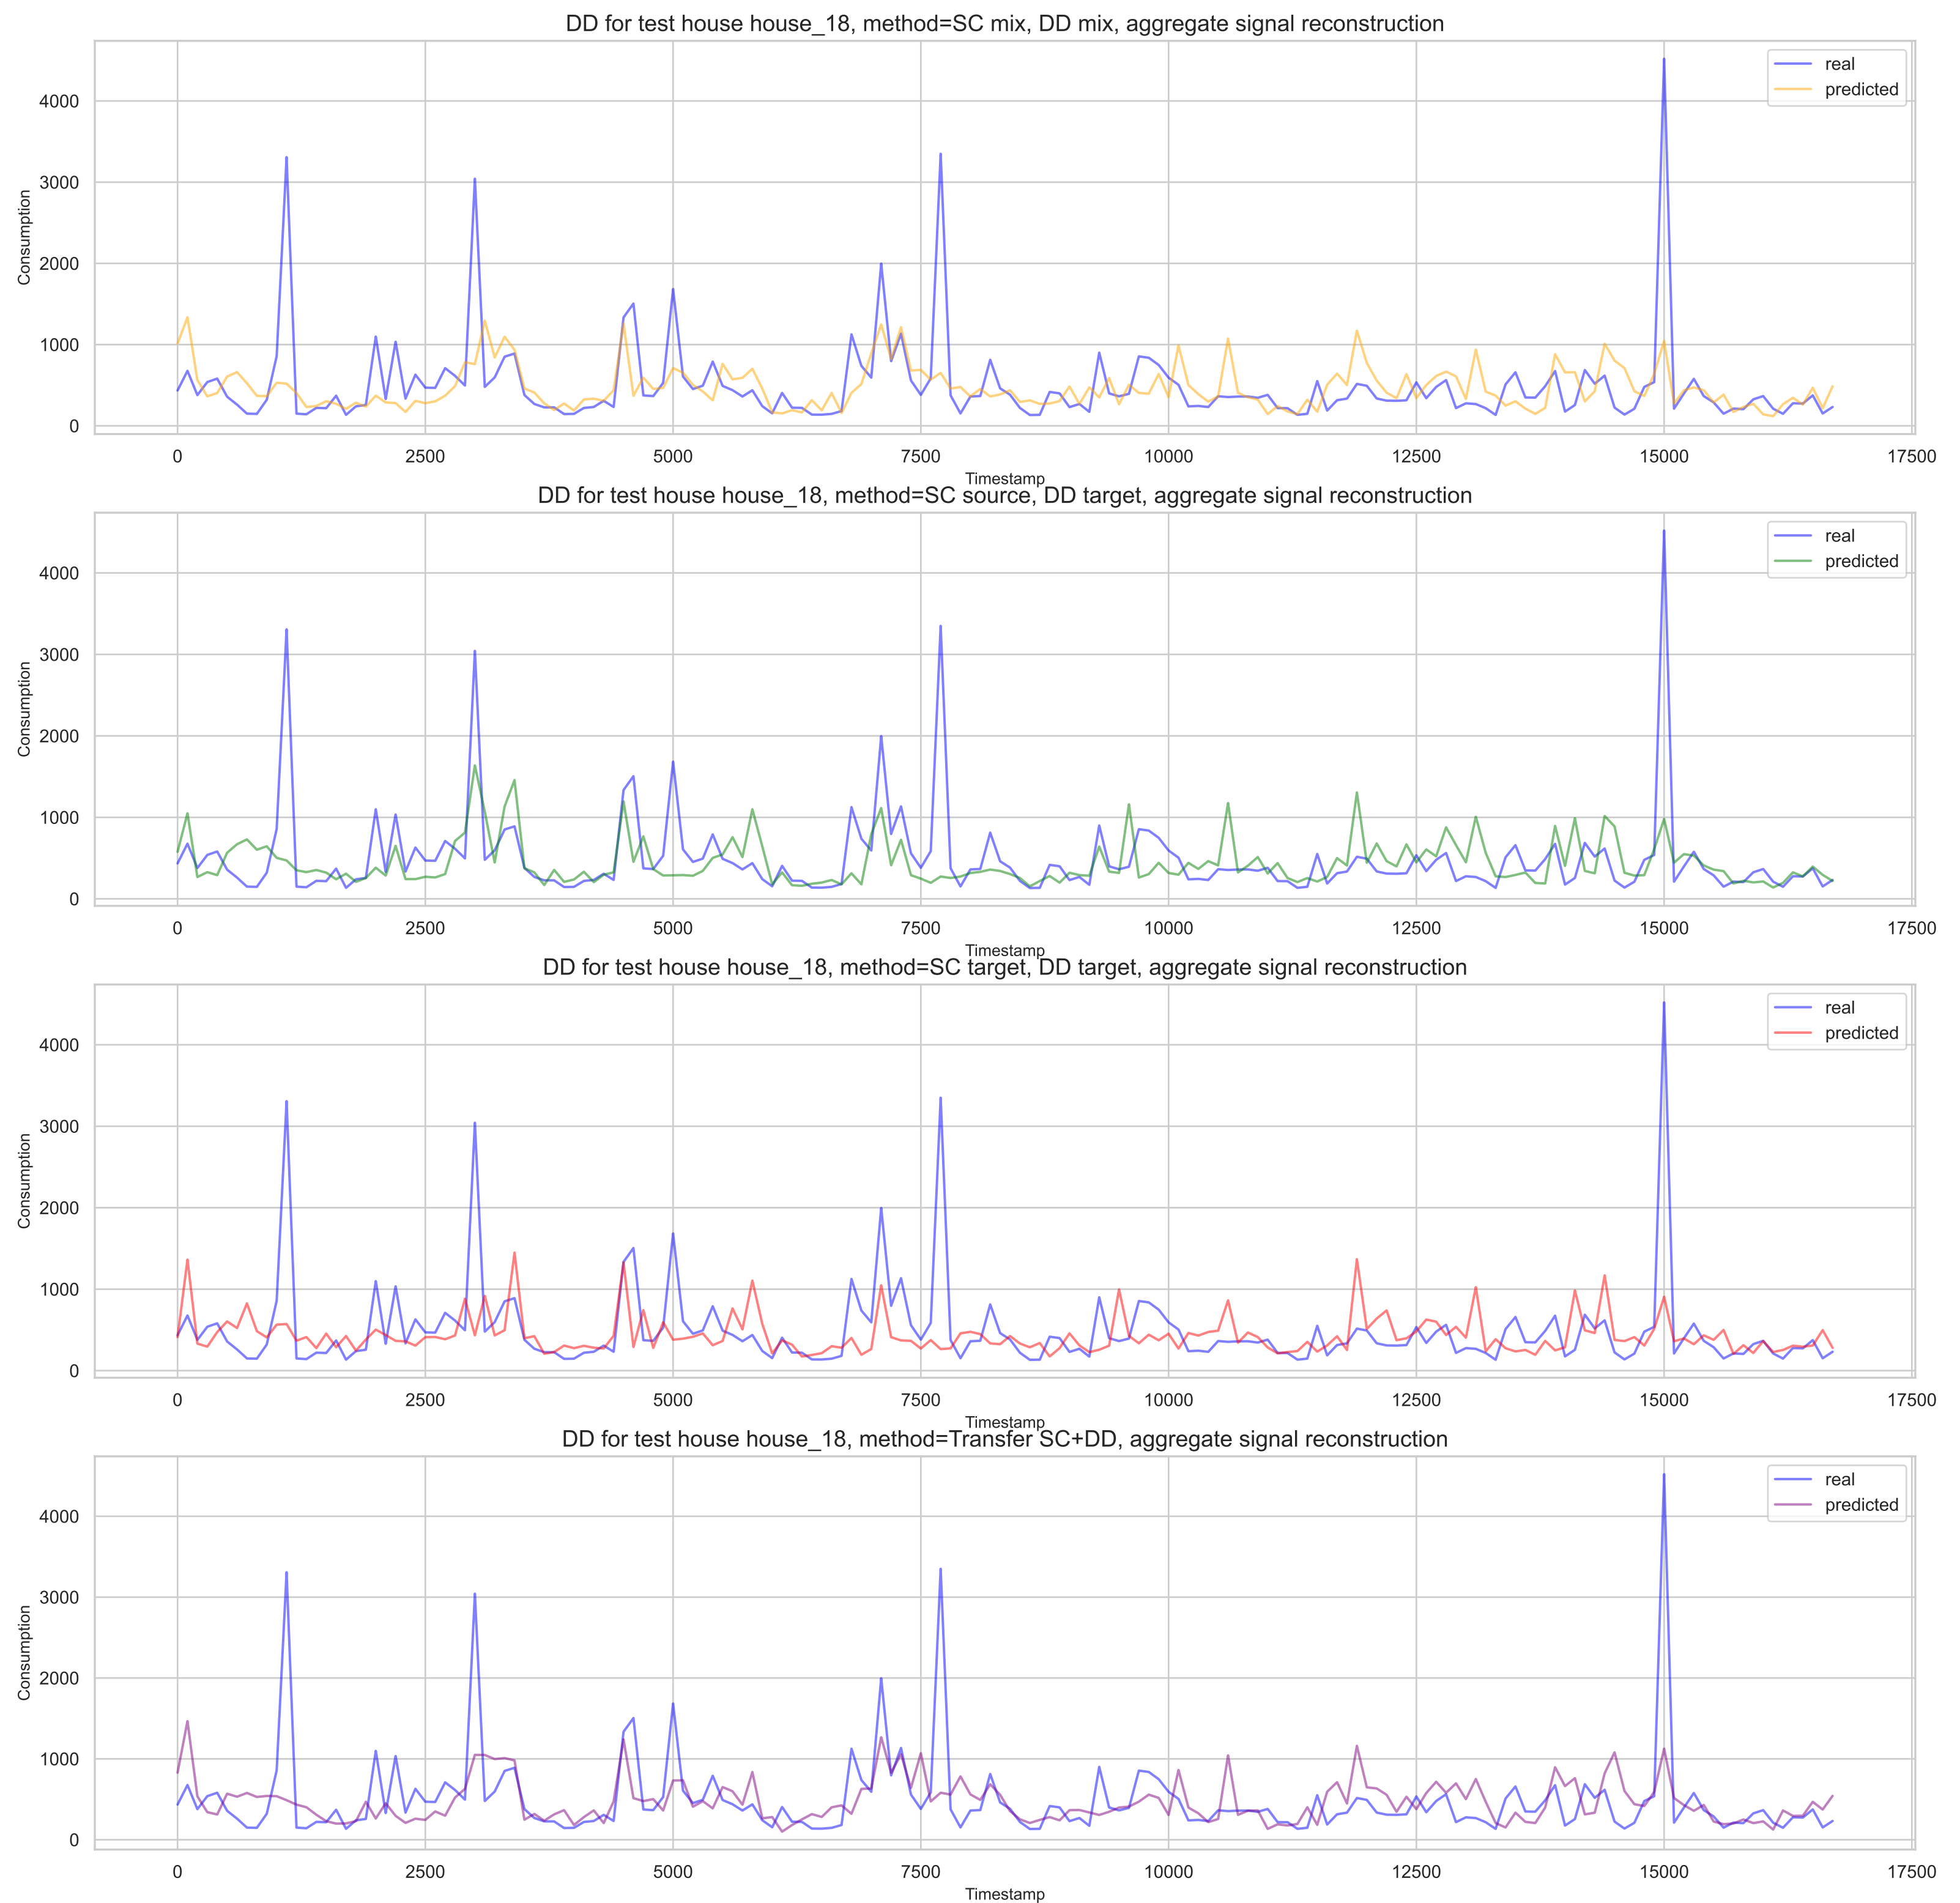 DD for test house house_18, method=SC mix, DD mix, aggregate signal reconstruction
real
predicted
4000
3000
2000
1000
0
Consumption
0 2500 5000 7500 10000 12500 15000 17500
Timestamp
DD for test house house_18, method=SC source, DD target, aggregate signal reconstruction
real
predicted
4000
3000
2000
1000
0
Consumption
0 2500 5000 7500 10000 12500 15000 17500
Timestamp
DD for test house house_18, method=SC target, DD target, aggregate signal reconstruction
real
predicted
4000
3000
2000
1000
0
Consumption
0 2500 5000 7500 10000 12500 15000 17500
Timestamp
DD for test house house_18, method=Transfer SC+DD, aggregate signal reconstruction
real
predicted
4000
3000
2000
1000
0
Consumption
0 2500 5000 7500 10000 12500 15000 17500
Timestamp